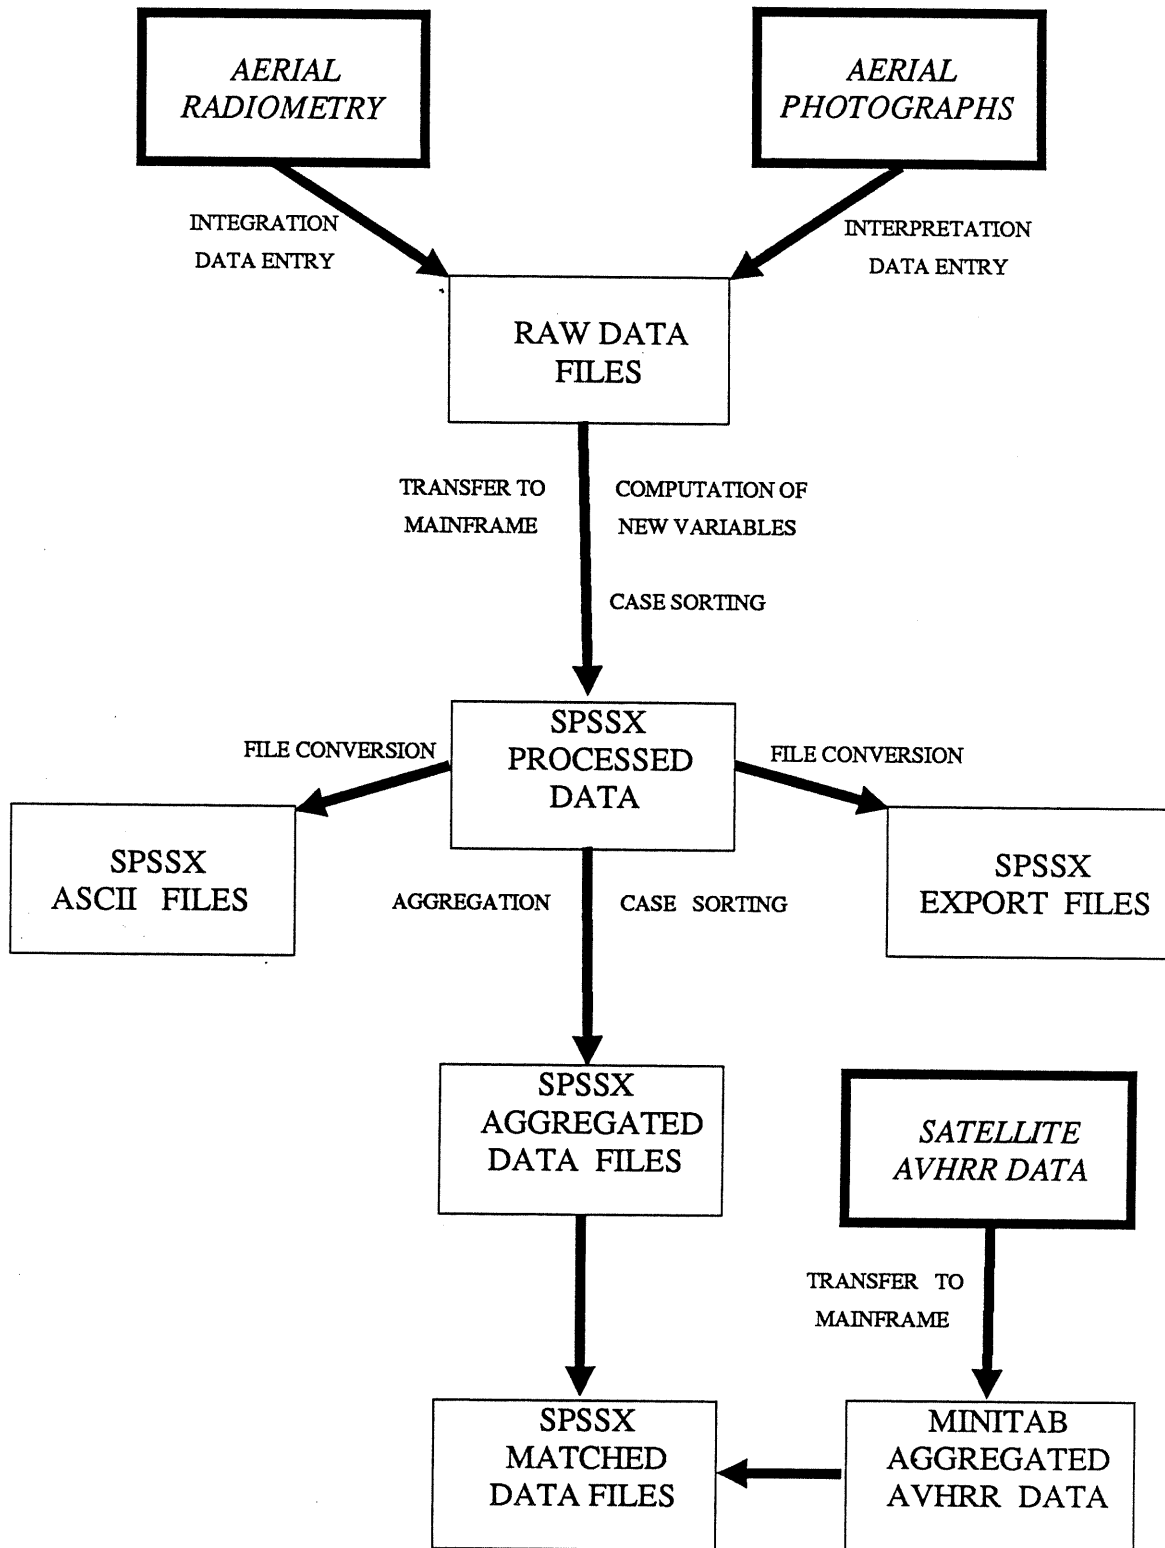 AERIAL
RADIOMETRY
AERIAL
PHOTOGRAPHS
INTEGRATION
DATA ENTRY
INTERPRETATION
DATA ENTRY
RAW DATA
FILES
TRANSFER TO
MAINFRAME
COMPUTATION OF
NEW VARIABLES
CASE SORTING
SPSSX
PROCESSED
DATA
FILE CONVERSION
FILE CONVERSION
SPSSX
ASCII FILES
SPSSX
EXPORT FILES
AGGREGATION
CASE SORTING
SPSSX
AGGREGATED
DATA FILES
SATELLITE
AVHRR DATA
TRANSFER TO
MAINFRAME
SPSSX
MATCHED
DATA FILES
MINITAB
AGGREGATED
AVHRR DATA